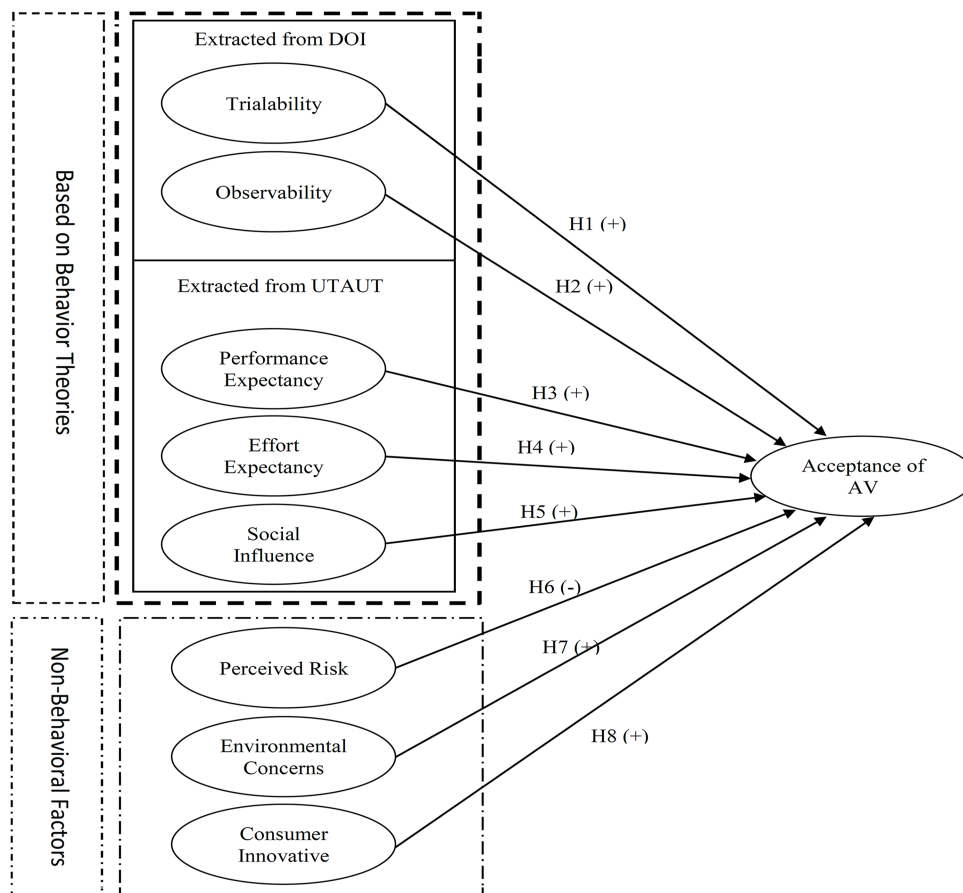 Based on Behavior Theories
Extracted from DOI
Trialability
Observability
Extracted from UTAUT
Performance
Expectancy
Effort
Expectancy
Social
Influence
Non-Behavioral Factors
Perceived Risk
Environmental
Concerns
Consumer
Innovative
H1 (+)
H2 (+)
H3 (+)
H4 (+)
H5 (+)
H6 (-)
H7 (+)
H8 (+)
Acceptance of
AV